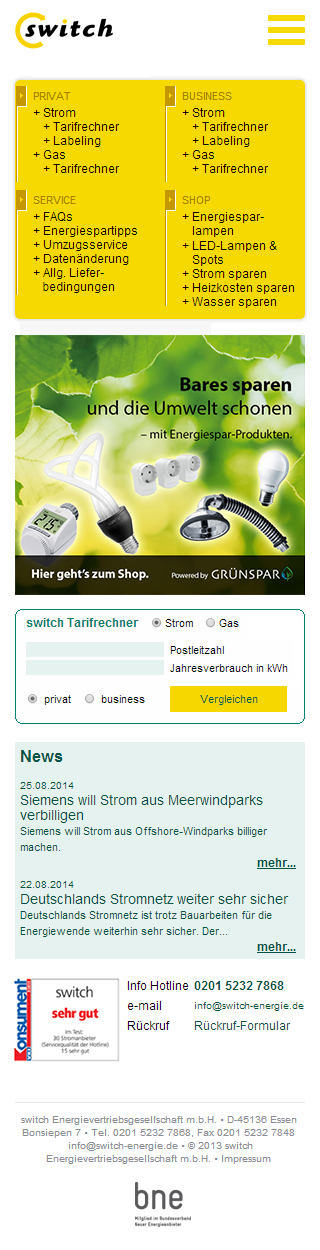 switch
PRIVAT
+ Strom
+ Tarifrechner
+ Labeling
+ Gas
+ Tarifrechner
BUSINESS
+ Strom
+ Tarifrechner
+ Labeling
+ Gas
+ Tarifrechner
SERVICE
+ FAQs
+ Energiespartipps
+ Umzugsservice
+ Datenänderung
+ Allg. Liefer-
bedingungen
SHOP
+ Energiespar-
lampen
+ LED-Lampen &
Spots
+ Strom sparen
+ Heizkosten sparen
+ Wasser sparen
Bares sparen
und die Umwelt schonen
– mit Energiespar-Produkten.
Hier geht's zum Shop.
Powered by GRÜNSPAR
switch Tarifrechner Strom Gas
Postleitzahl
Jahresverbrauch in kWh
privat business Vergleichen
News
25.08.2014
Siemens will Strom aus Meerwindparks
verbilligen
Siemens will Strom aus Offshore-Windparks billiger
machen.
mehr...
22.08.2014
Deutschlands Stromnetz weiter sehr sicher
Deutschlands Stromnetz ist trotz Bauarbeiten für die
Energiewende weiterhin sehr sicher. Der...
mehr...
Konsument
switch
sehr gut
im Test:
30 Stromanbieter
(Servicequalität der Hotline)
15 sehr gut
Info Hotline 0201 5232 7868
e-mail info@switch-energie.de
Rückruf Rückruf-Formular
switch Energievertriebsgesellschaft m.b.H. • D-45136 Essen
Bonsiepen 7 • Tel. 0201 5232 7868, Fax 0201 5232 7848
info@switch-energie.de • © 2013 switch
Energievertriebsgesellschaft m.b.H. • Impressum
bne
Mitglied im Bundesverband
Neuer Energieanbieter